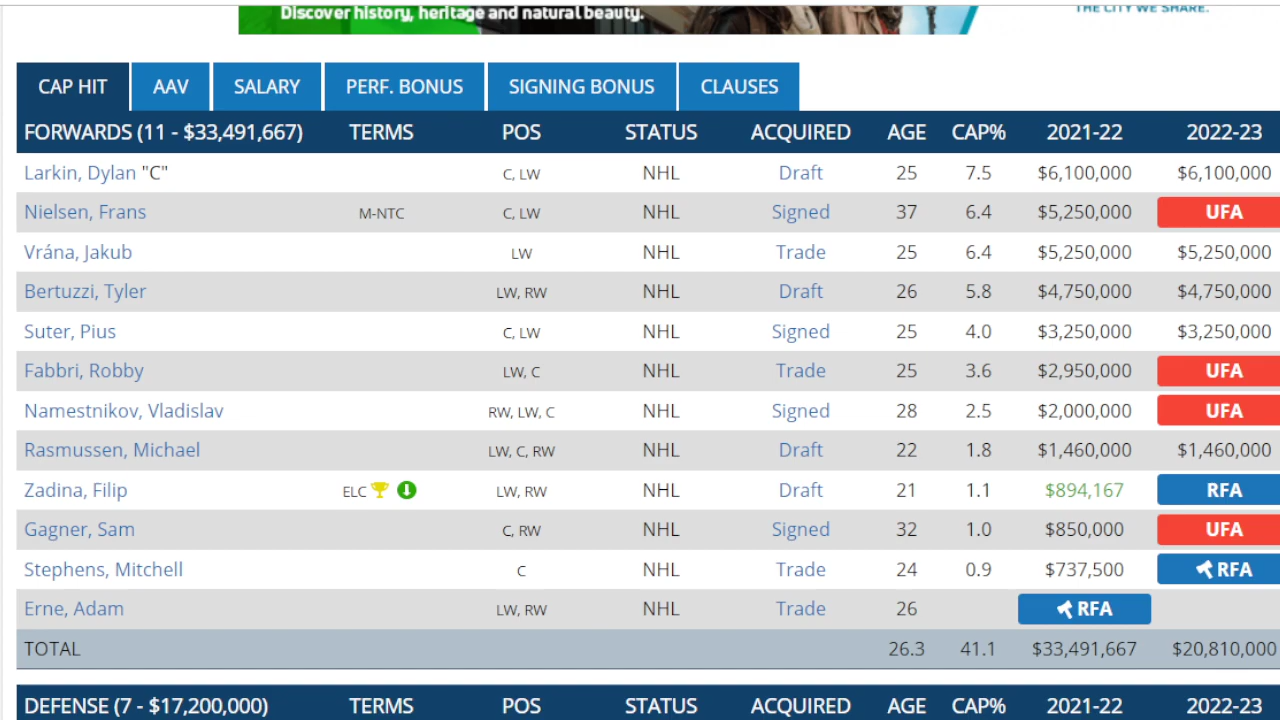 Discover history, heritage and natural beauty.
THE CITY WE SHARE.
CAP HIT AAV SALARY PERF. BONUS SIGNING BONUS CLAUSES
FORWARDS (11 - $33,491,667) TERMS POS STATUS ACQUIRED AGE CAP% 2021-22 2022-23
Larkin, Dylan "C" C, LW NHL Draft 25 7.5 $6,100,000 $6,100,000
Nielsen, Frans M-NTC C, LW NHL Signed 37 6.4 $5,250,000 UFA
Vrána, Jakub LW NHL Trade 25 6.4 $5,250,000 $5,250,000
Bertuzzi, Tyler LW, RW NHL Draft 26 5.8 $4,750,000 $4,750,000
Suter, Pius C, LW NHL Signed 25 4.0 $3,250,000 $3,250,000
Fabbri, Robby LW, C NHL Trade 25 3.6 $2,950,000 UFA
Namestnikov, Vladislav RW, LW, C NHL Signed 28 2.5 $2,000,000 UFA
Rasmussen, Michael LW, C, RW NHL Draft 22 1.8 $1,460,000 $1,460,000
Zadina, Filip ELC LW, RW NHL Draft 21 1.1 $894,167 RFA
Gagner, Sam C, RW NHL Signed 32 1.0 $850,000 UFA
Stephens, Mitchell C NHL Trade 24 0.9 $737,500 RFA
Erne, Adam LW, RW NHL Trade 26 RFA
TOTAL 26.3 41.1 $33,491,667 $20,810,000
DEFENSE (7 - $17,200,000) TERMS POS STATUS ACQUIRED AGE CAP% 2021-22 2022-23